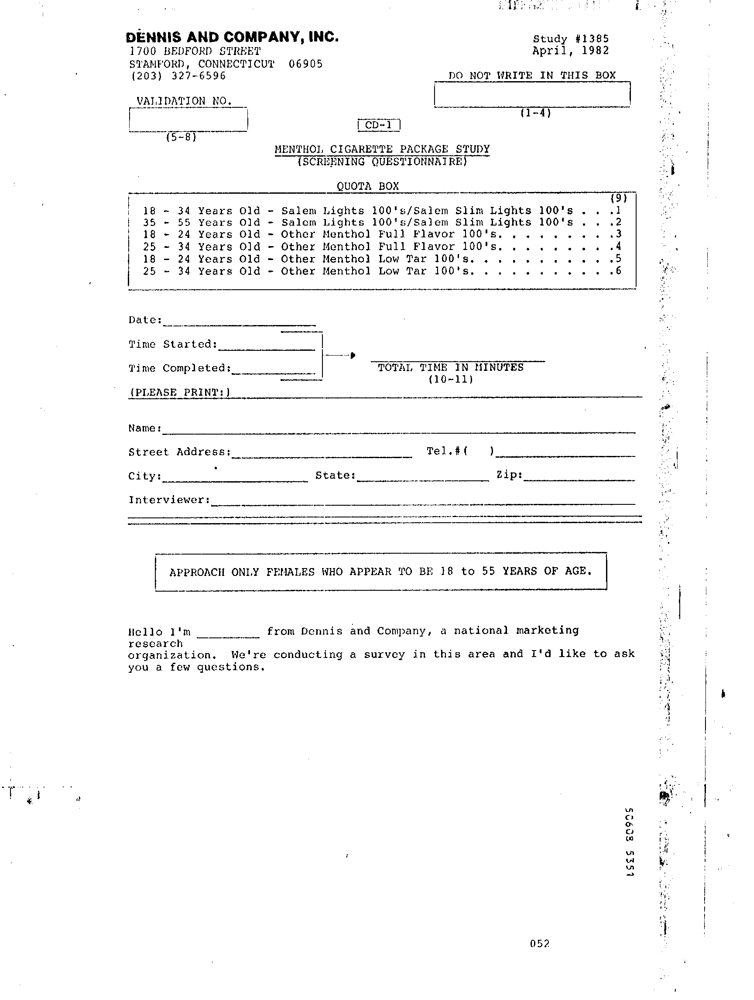 DENNIS AND COMPANY, INC.
Study #1385
1700 BEDFORD STREET
April, 1982
STAMFORD, CONNECTICUT 06905
(203) 327-6596
DO NOT WRITE IN THIS BOX
VALIDATION NO.
(1-4)
CD-1
(5-8)
MENTHOL CIGARETTE PACKAGE STUDY
(SCREENING QUESTIONNAIRE)
QUOTA BOX
(9)
18 - 34 Years Old - Salem Lights 100's/Salem Slim Lights 100's . . .1
35 - 55 Years Old - Salem Lights 100's/Salem Slim Lights 100's . . .2
18 - 24 Years Old - Other Menthol Full Flavor 100's. . . . . . . . .3
25 - 34 Years Old - Other Menthol Full Flavor 100's. . . . . . . . .4
18 - 24 Years Old - Other Menthol Low Tar 100's. . . . . . . . . . .5
25 - 34 Years Old - Other Menthol Low Tar 100's. . . . . . . . . . .6
Date:
Time Started:
Time Completed:
TOTAL TIME IN MINUTES
(10-11)
(PLEASE PRINT:)
Name:
Street Address: Tel.#( )
City: State: Zip:
Interviewer:
APPROACH ONLY FEMALES WHO APPEAR TO BE 18 to 55 YEARS OF AGE.
Hello I'm _________ from Dennis and Company, a national marketing
research
organization. We're conducting a survey in this area and I'd like to ask
you a few questions.
50608 5351
052